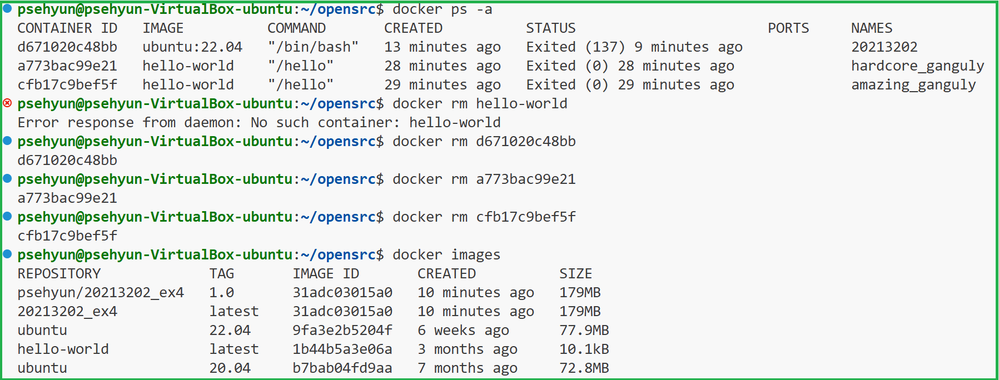 psehyun@psehyun-VirtualBox-ubuntu:~/opensrc$ docker ps -a
CONTAINER ID   IMAGE          COMMAND       CREATED          STATUS                       PORTS     NAMES
d671020c48bb   ubuntu:22.04   "/bin/bash"   13 minutes ago   Exited (137) 9 minutes ago             20213202
a773bac99e21   hello-world    "/hello"      28 minutes ago   Exited (0) 28 minutes ago              hardcore_ganguly
cfb17c9bef5f   hello-world    "/hello"      29 minutes ago   Exited (0) 29 minutes ago              amazing_ganguly
psehyun@psehyun-VirtualBox-ubuntu:~/opensrc$ docker rm hello-world
Error response from daemon: No such container: hello-world
psehyun@psehyun-VirtualBox-ubuntu:~/opensrc$ docker rm d671020c48bb
d671020c48bb
psehyun@psehyun-VirtualBox-ubuntu:~/opensrc$ docker rm a773bac99e21
a773bac99e21
psehyun@psehyun-VirtualBox-ubuntu:~/opensrc$ docker rm cfb17c9bef5f
cfb17c9bef5f
psehyun@psehyun-VirtualBox-ubuntu:~/opensrc$ docker images
REPOSITORY             TAG       IMAGE ID       CREATED          SIZE
psehyun/20213202_ex4   1.0       31adc03015a0   10 minutes ago   179MB
20213202_ex4           latest    31adc03015a0   10 minutes ago   179MB
ubuntu                 22.04     9fa3e2b5204f   6 weeks ago      77.9MB
hello-world            latest    1b44b5a3e06a   3 months ago     10.1kB
ubuntu                 20.04     b7bab04fd9aa   7 months ago     72.8MB